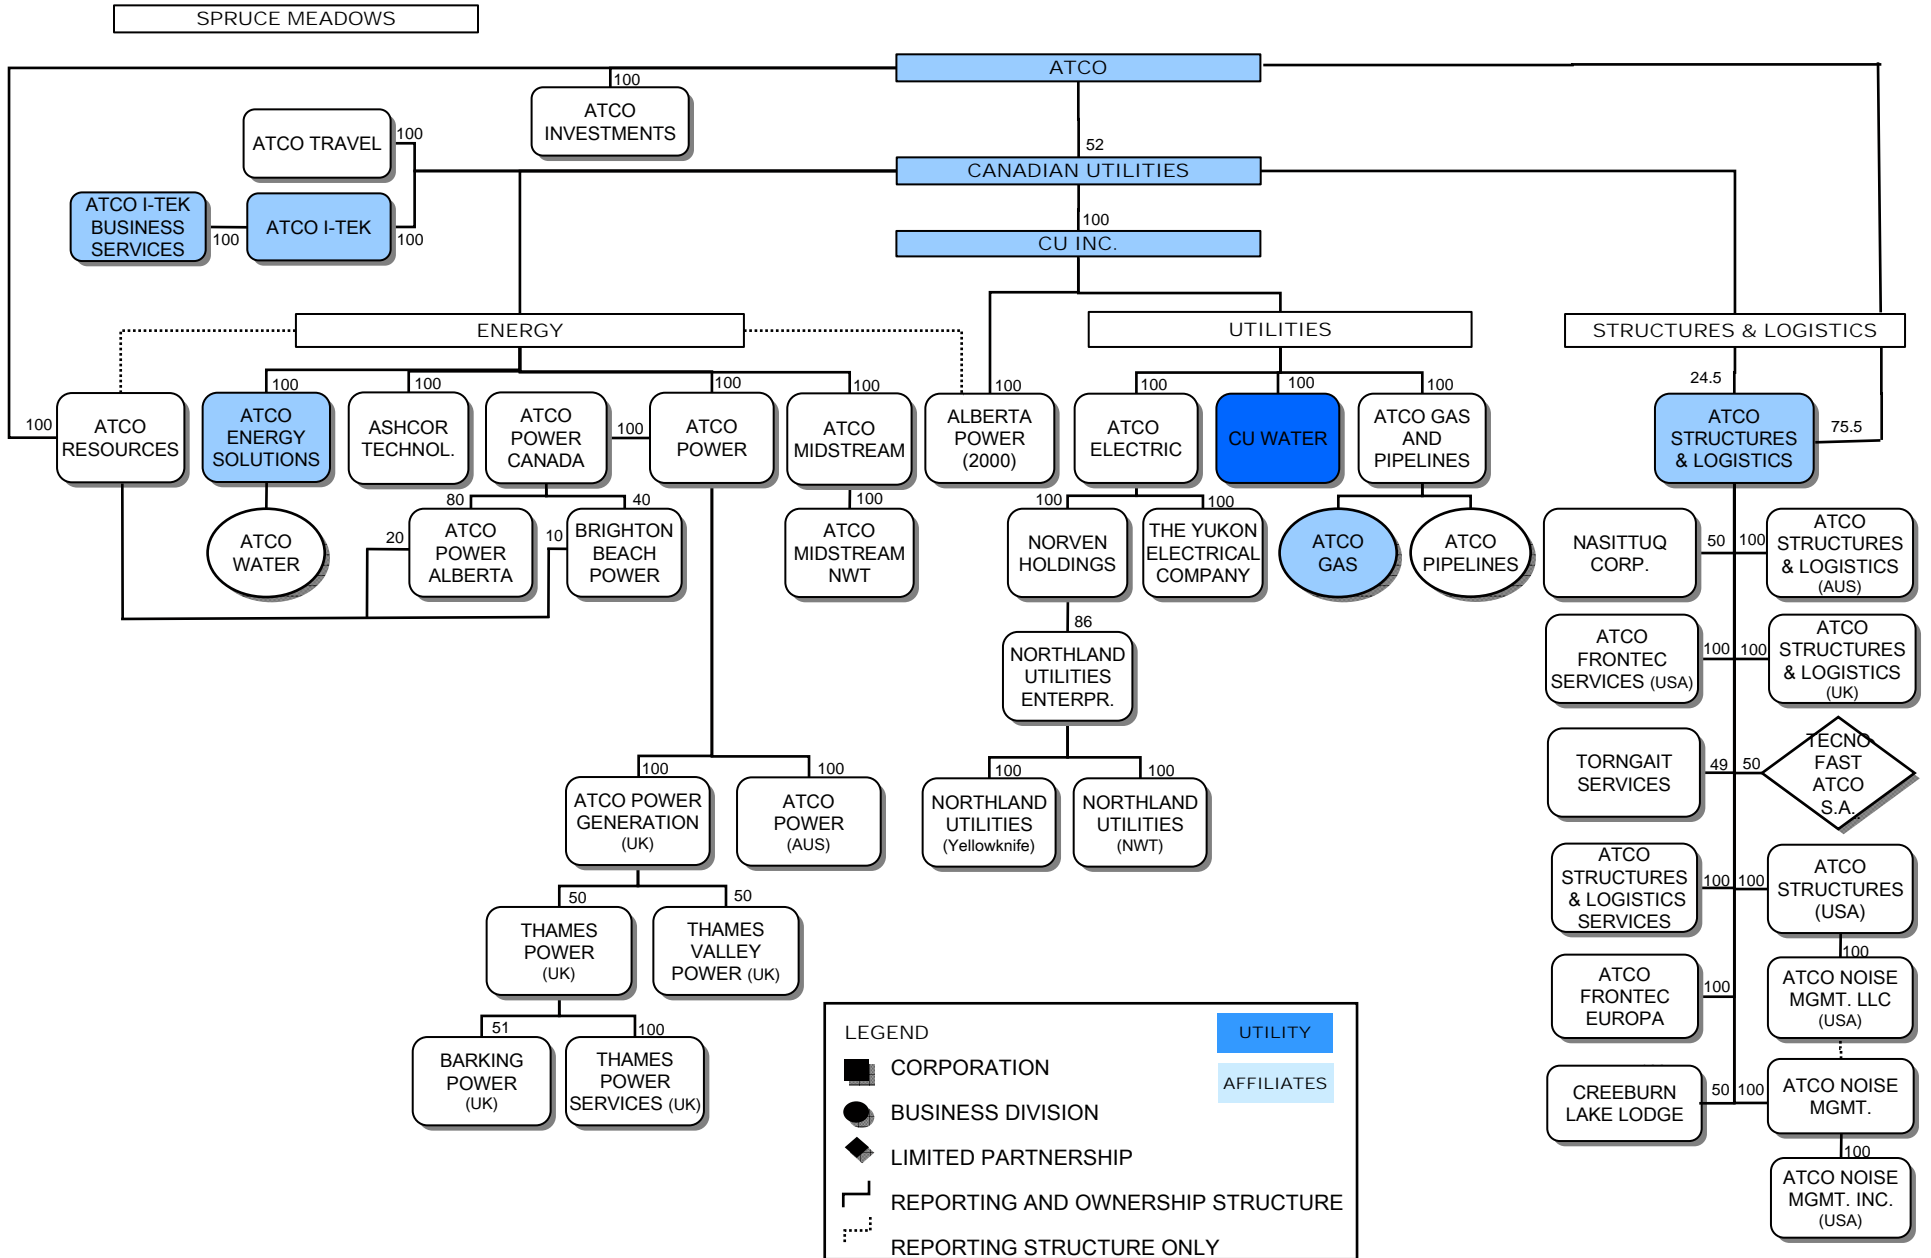 SPRUCE MEADOWS
ATCO
100
ATCO
INVESTMENTS
ATCO TRAVEL
100
52
CANADIAN UTILITIES
ATCO I-TEK
BUSINESS
SERVICES
100
ATCO I-TEK
100
100
CU INC.
ENERGY
UTILITIES
STRUCTURES & LOGISTICS
100
ATCO
RESOURCES
100
ATCO
ENERGY
SOLUTIONS
100
ASHCOR
TECHNOL.
ATCO
POWER
CANADA
100
100
ATCO
POWER
100
ATCO
MIDSTREAM
100
ALBERTA
POWER
(2000)
100
ATCO
ELECTRIC
100
CU WATER
100
ATCO GAS
AND
PIPELINES
24.5
ATCO
STRUCTURES
& LOGISTICS
75.5
ATCO
WATER
80
20
ATCO
POWER
ALBERTA
40
10
BRIGHTON
BEACH
POWER
100
ATCO
MIDSTREAM
NWT
100
NORVEN
HOLDINGS
100
THE YUKON
ELECTRICAL
COMPANY
ATCO
GAS
ATCO
PIPELINES
NASITTUQ
CORP.
50
100
ATCO
STRUCTURES
& LOGISTICS
(AUS)
86
NORTHLAND
UTILITIES
ENTERPR.
ATCO
FRONTEC
SERVICES (USA)
100
100
ATCO
STRUCTURES
& LOGISTICS
(UK)
100
ATCO POWER
GENERATION
(UK)
100
ATCO
POWER
(AUS)
100
NORTHLAND
UTILITIES
(Yellowknife)
100
NORTHLAND
UTILITIES
(NWT)
TORNGAIT
SERVICES
49
50
TECNO-
FAST
ATCO
S.A.
50
THAMES
POWER
(UK)
50
THAMES
VALLEY
POWER (UK)
ATCO
STRUCTURES
& LOGISTICS
SERVICES
100
100
ATCO
STRUCTURES
(USA)
ATCO
FRONTEC
EUROPA
100
100
ATCO NOISE
MGMT. LLC
(USA)
51
BARKING
POWER
(UK)
100
THAMES
POWER
SERVICES (UK)
CREEBURN
LAKE LODGE
50
100
ATCO NOISE
MGMT.
100
ATCO NOISE
MGMT. INC.
(USA)
LEGEND
UTILITY
CORPORATION
AFFILIATES
BUSINESS DIVISION
LIMITED PARTNERSHIP
REPORTING AND OWNERSHIP STRUCTURE
REPORTING STRUCTURE ONLY